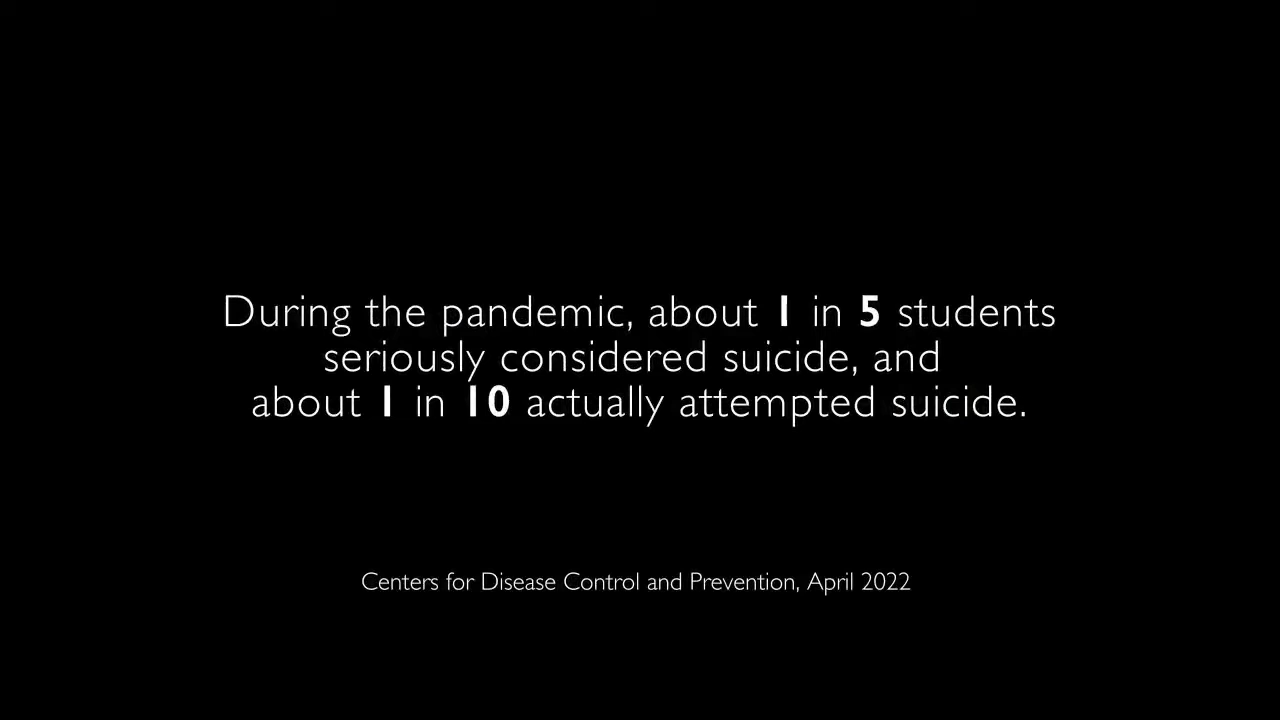 During the pandemic, about 1 in 5 students
seriously considered suicide, and
about 1 in 10 actually attempted suicide.
Centers for Disease Control and Prevention, April 2022